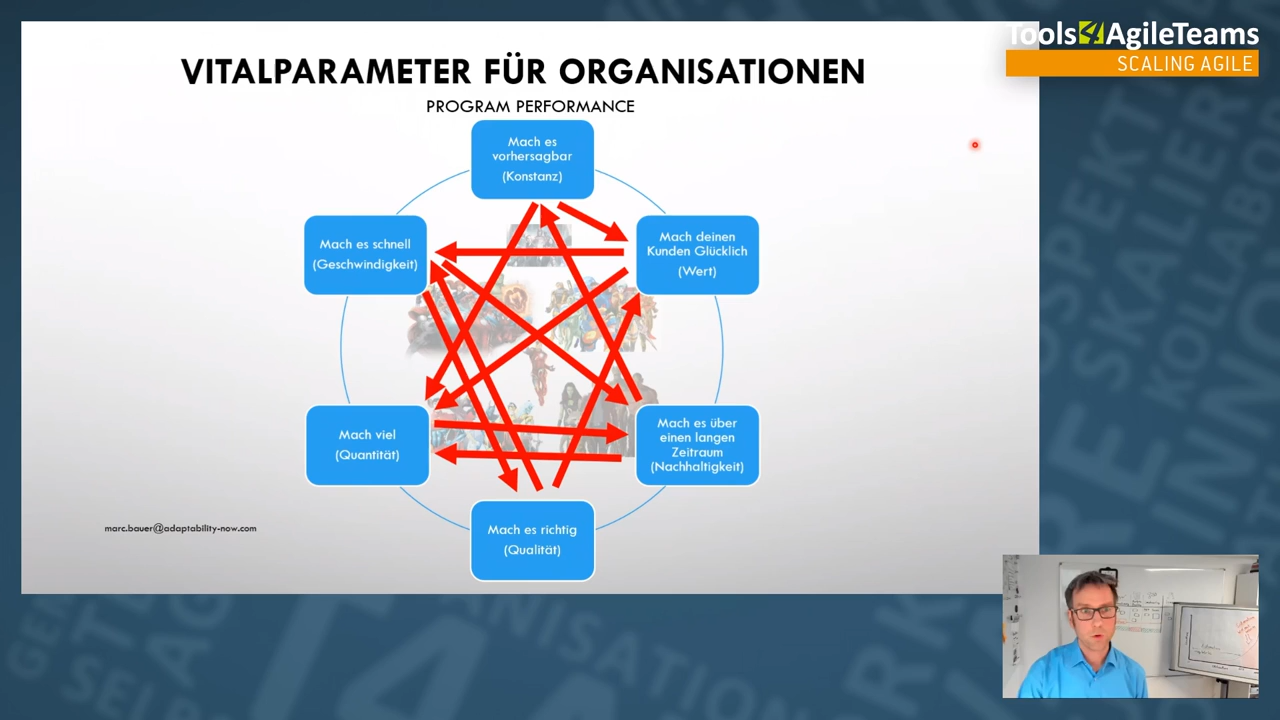 Tools4AgileTeams
SCALING AGILE
VITALPARAMETER FÜR ORGANISATIONEN
PROGRAM PERFORMANCE
Mach es
vorhersagbar
(Konstanz)
Mach es schnell
(Geschwindigkeit)
Mach deinen
Kunden Glücklich
(Wert)
Mach viel
(Quantität)
Mach es über
einen langen
Zeitraum
(Nachhaltigkeit)
Mach es richtig
(Qualität)
marc.bauer@adaptability-now.com